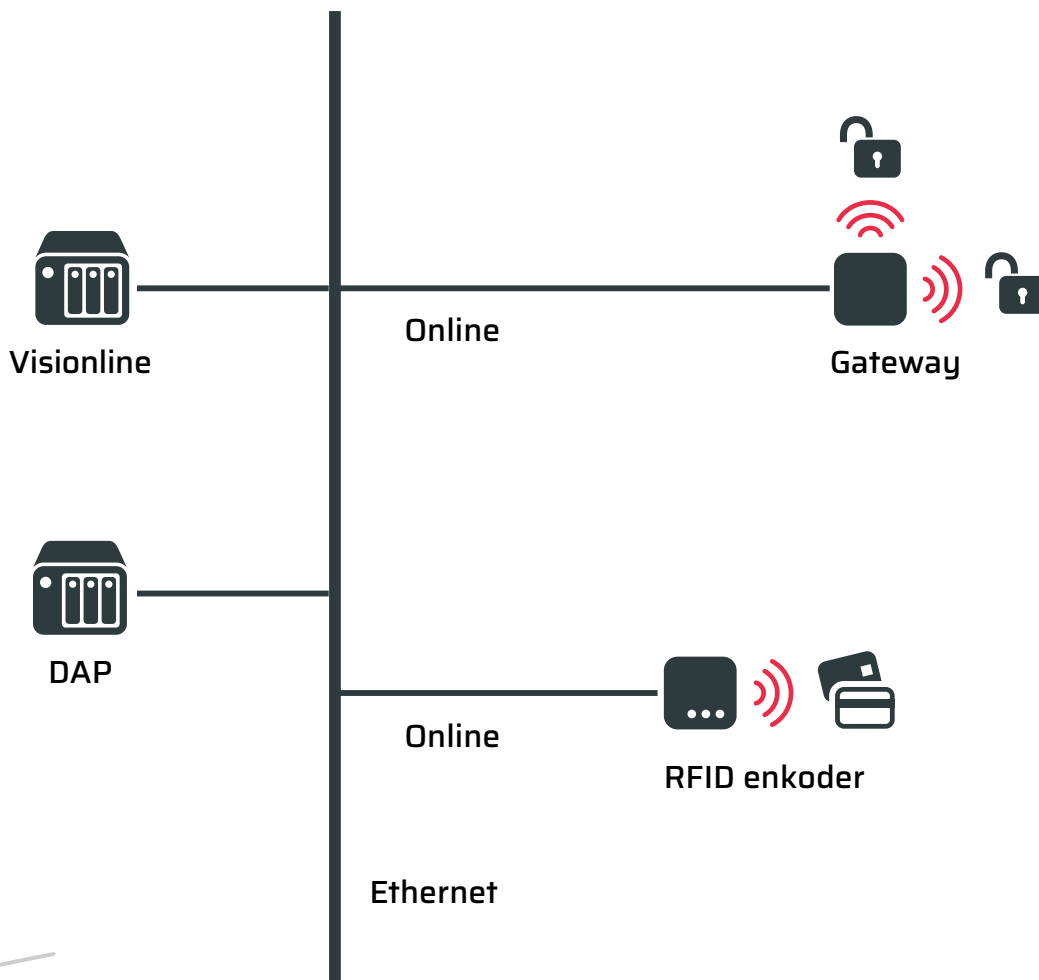 Online
Visionline
Gateway
DAP
Online
RFID enkoder
Ethernet